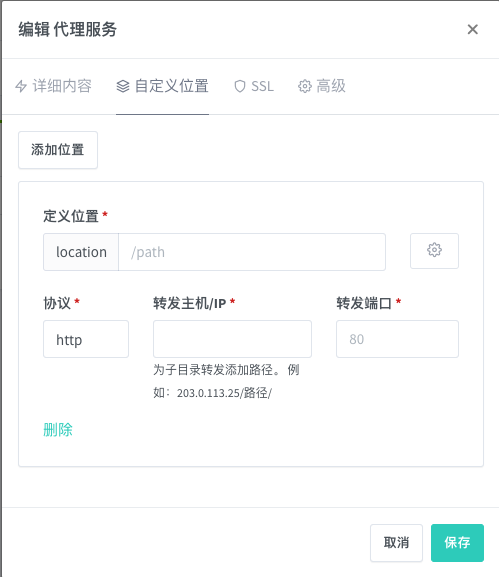 编辑 代理服务
详细内容 自定义位置 SSL 高级
添加位置
定义位置 *
location /path
协议 * 转发主机/IP * 转发端口 *
http 80
为子目录转发添加路径。 例
如：203.0.113.25/路径/
删除
取消 保存